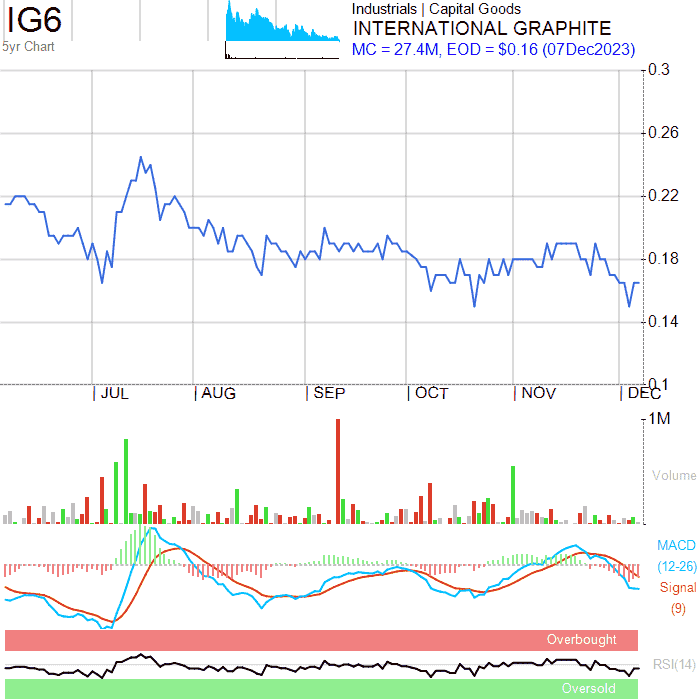 IG6
5yr Chart
Industrials | Capital Goods
INTERNATIONAL GRAPHITE
MC = 27.4M, EOD = $0.16 (07Dec2023)
0.3
0.26
0.22
0.18
0.14
0.1
JUL AUG SEP OCT NOV DEC
1M
Volume
MACD
(12-26)
Signal
(9)
Overbought
RSI(14)
Oversold